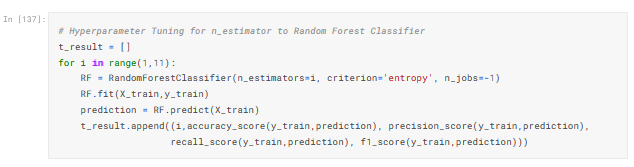 In [137]:
# Hyperparameter Tuning for n_estimator to Random Forest Classifier
t_result = []
for i in range(1,11):
    RF = RandomForestClassifier(n_estimators=i, criterion='entropy', n_jobs=-1)
    RF.fit(X_train,y_train)
    prediction = RF.predict(X_train)
    t_result.append((i,accuracy_score(y_train,prediction), precision_score(y_train,prediction),
                    recall_score(y_train,prediction), f1_score(y_train,prediction)))